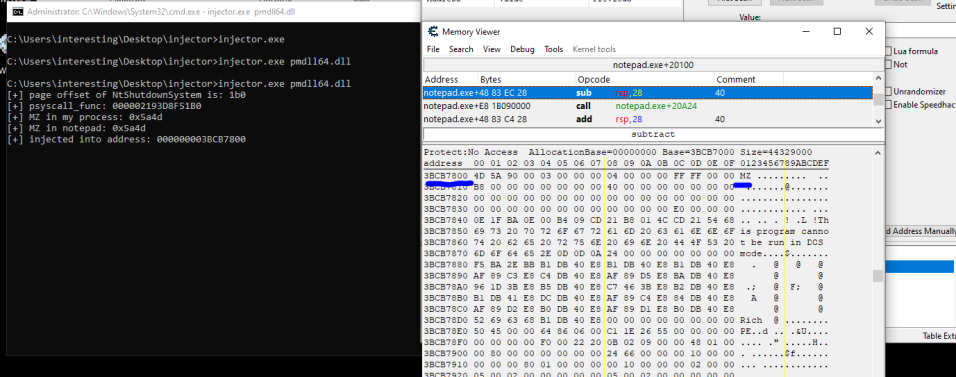 Administrator: C:\Windows\System32\cmd.exe - injector.exe pmdll64.dll
C:\Users\interesting\Desktop\injector>injector.exe
C:\Users\interesting\Desktop\injector>injector.exe pmdll64.dll
C:\Users\interesting\Desktop\injector>injector.exe pmdll64.dll
[+] page offset of NtShutdownSystem is: 1b0
[+] psyscall_func: 000002193D8F51B0
[+] MZ in my process: 0x5a4d
[+] MZ in notepad: 0x5a4d
[+] injected into address: 000000003BCB7800
Value:
Settin
Lua formula
Not
Unrandomizer
Enable Speedhac
d Address Manually
Table Extr
Memory Viewer
File Search View Debug Tools Kernel tools
notepad.exe+20100
Address Bytes Opcode Comment
notepad.exe+48 83 EC 28 sub rsp,28 40
notepad.exe+E8 1B090000 call notepad.exe+20A24
notepad.exe+48 83 C4 28 add rsp,28 40
subtract
Protect:No Access AllocationBase=00000000 Base=3BCB7000 Size=44329000
address 00 01 02 03 04 05 06 07 08 09 0A 0B 0C 0D 0E 0F 0123456789ABCDEF
3BCB7800 4D 5A 90 00 03 00 00 00 04 00 00 00 FF FF 00 00 MZ ......... ..
3BCB7810 B8 00 00 00 00 00 00 00 40 00 00 00 00 00 00 00 .......@.......
3BCB7820 00 00 00 00 00 00 00 00 00 00 00 00 00 00 00 00 ................
3BCB7830 00 00 00 00 00 00 00 00 00 00 00 00 E0 00 00 00 ............ ...
3BCB7840 0E 1F BA 0E 00 B4 09 CD 21 B8 01 4C CD 21 54 68 .. .. . ! .L !Th
3BCB7850 69 73 20 70 72 6F 67 72 61 6D 20 63 61 6E 6E 6F is program canno
3BCB7860 74 20 62 65 20 72 75 6E 20 69 6E 20 44 4F 53 20 t be run in DOS
3BCB7870 6D 6F 64 65 2E 0D 0D 0A 24 00 00 00 00 00 00 00 mode....$.......
3BCB7880 F5 BA 2E BB B1 DB 40 E8 B1 DB 40 E8 B1 DB 40 E8 . @ @ @
3BCB7890 AF 89 C3 E8 C4 DB 40 E8 AF 89 D5 E8 BA DB 40 E8 @ @
3BCB78A0 96 1D 3B E8 B5 DB 40 E8 C7 46 3B E8 B2 DB 40 E8 .; @ F; @
3BCB78B0 B1 DB 41 E8 DC DB 40 E8 AF 89 C4 E8 84 DB 40 E8 A @ @
3BCB78C0 AF 89 D2 E8 B0 DB 40 E8 AF 89 D1 E8 B0 DB 40 E8 @ @
3BCB78D0 52 69 63 68 B1 DB 40 E8 00 00 00 00 00 00 00 00 Rich @ ........
3BCB78E0 50 45 00 00 64 86 06 00 C1 1E 26 55 00 00 00 00 PE..d . .&U....
3BCB78F0 00 00 00 00 F0 00 22 20 0B 02 09 00 00 48 01 00 .... ." .....H..
3BCB7900 00 80 00 00 00 00 00 00 24 66 00 00 00 10 00 00 . ......$f......
3BCB7910 00 00 00 80 01 00 00 00 00 10 00 00 00 02 00 00
3BCB7920 05 00 02 00 00 00 00 00 05 00 02 00 00 00 00 00